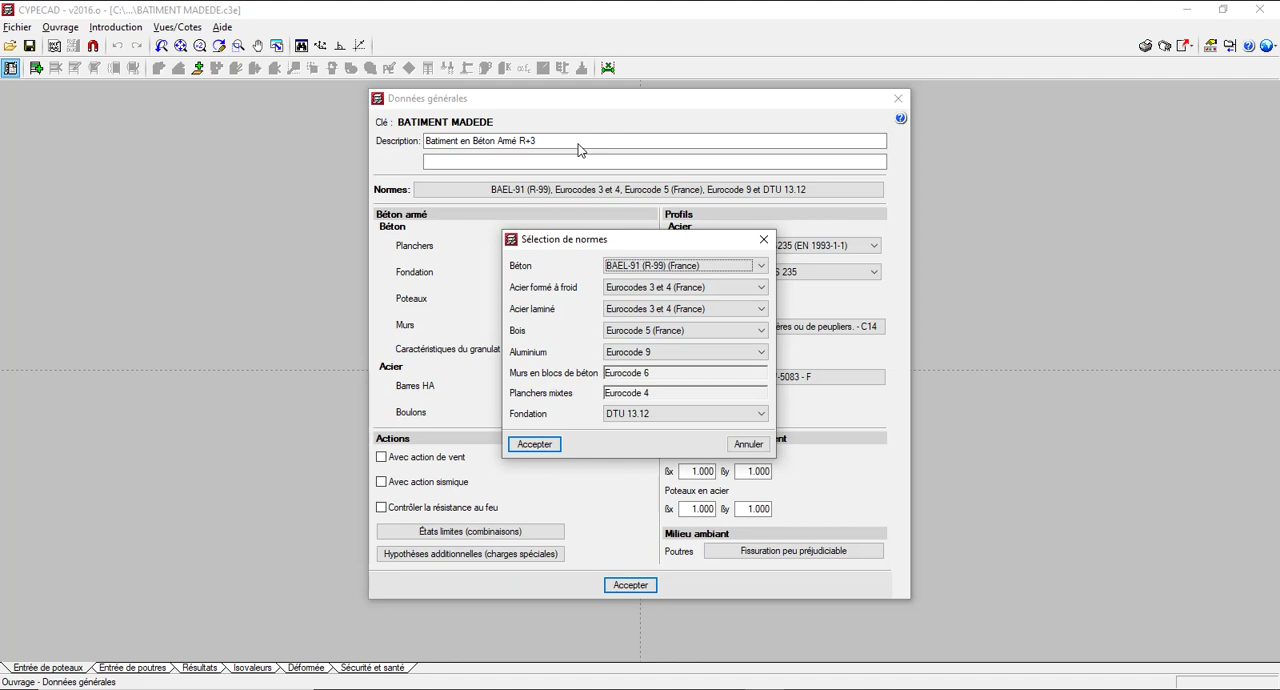 CYPECAD - v2016.o - [C:\...\BATIMENT MADEDE.c3e]
Fichier Ouvrage Introduction Vues/Cotes Aide
Données générales
Clé : BATIMENT MADEDE
Description: Batiment en Béton Armé R+3
Normes: BAEL-91 (R-99), Eurocodes 3 et 4, Eurocode 5 (France), Eurocode 9 et DTU 13.12
Béton armé
Béton
Planchers
Fondation
Poteaux
Murs
Caractéristiques du granulat
Acier
Barres HA
Boulons
Profils
Acier
235 (EN 1993-1-1)
S 235
ères ou de peupliers. - C14
-5083 - F
Sélection de normes
Béton BAEL-91 (R-99) (France)
Acier formé à froid Eurocodes 3 et 4 (France)
Acier laminé Eurocodes 3 et 4 (France)
Bois Eurocode 5 (France)
Aluminium Eurocode 9
Murs en blocs de béton Eurocode 6
Planchers mixtes Eurocode 4
Fondation DTU 13.12
Accepter Annuler
Actions
Avec action de vent
Avec action sismique
Contrôler la résistance au feu
États limites (combinaisons)
Hypothèses additionnelles (charges spéciales)
ent
ßx 1.000 ßy 1.000
Poteaux en acier
ßx 1.000 ßy 1.000
Milieu ambiant
Poutres Fissuration peu préjudiciable
Accepter
Entrée de poteaux Entrée de poutres Résultats Isovaleurs Déformée Sécurité et santé
Ouvrage - Données générales